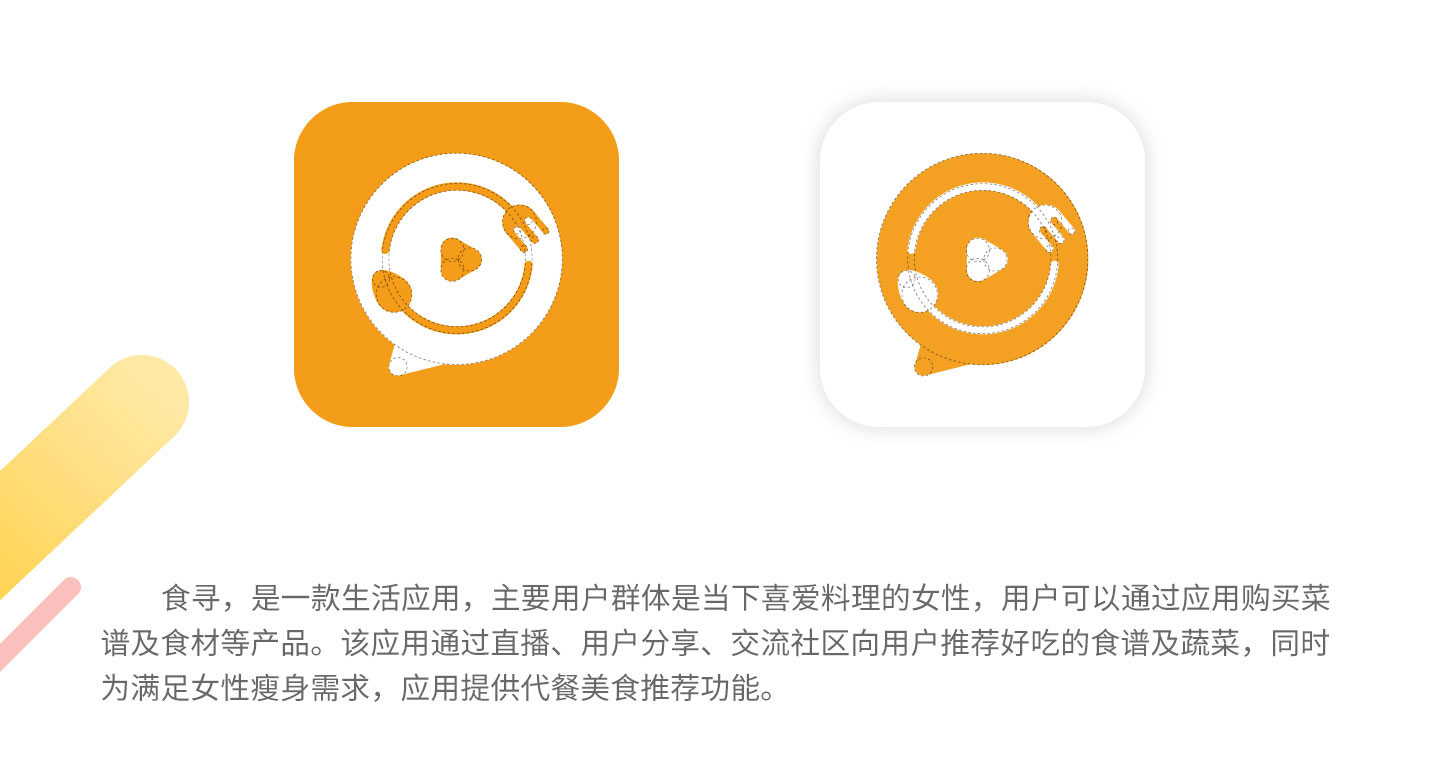 食寻，是一款生活应用，主要用户群体是当下喜爱料理的女性，用户可以通过应用购买菜
谱及食材等产品。该应用通过直播、用户分享、交流社区向用户推荐好吃的食谱及蔬菜，同时
为满足女性瘦身需求，应用提供代餐美食推荐功能。